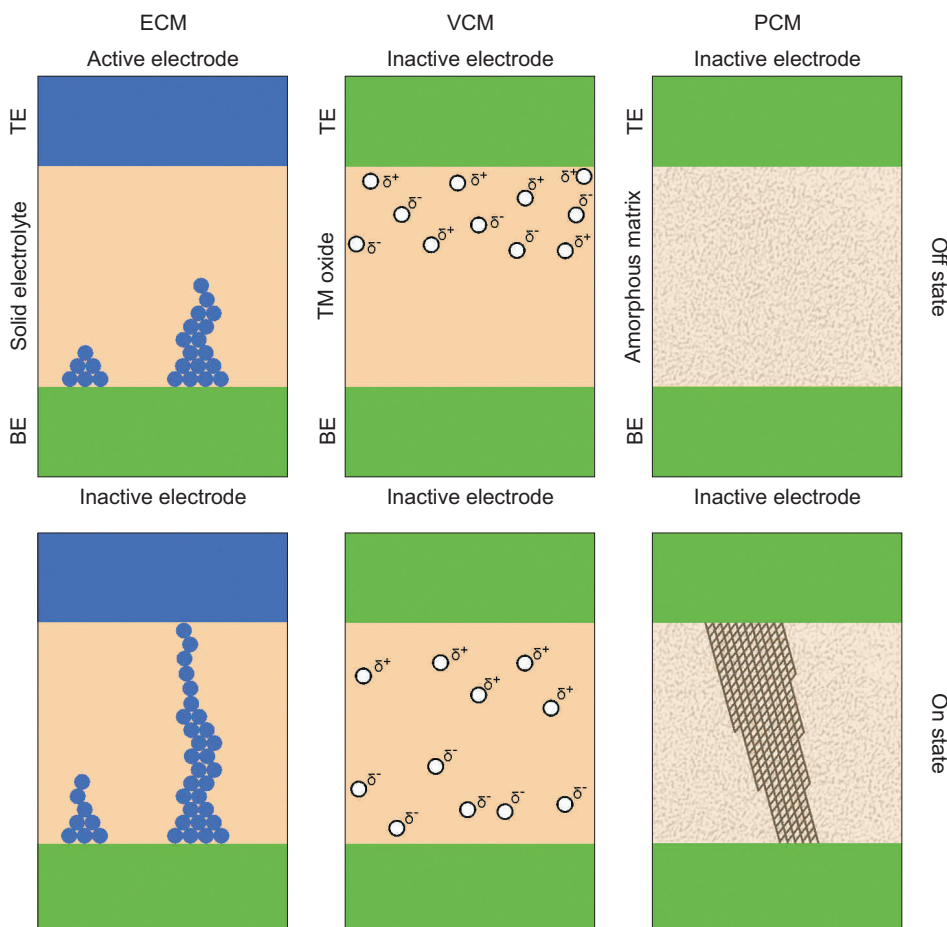 ECM
VCM
PCM
Active electrode
Inactive electrode
Inactive electrode
TE
Solid electrolyte
BE
TE
TM oxide
BE
TE
Amorphous matrix
BE
Off state
δ+
δ+
δ+
δ+
δ-
δ-
δ-
δ-
δ+
δ-
δ+
Inactive electrode
Inactive electrode
Inactive electrode
On state
δ+
δ+
δ+
δ+
δ+
δ-
δ-
δ-
δ-
δ-
δ-